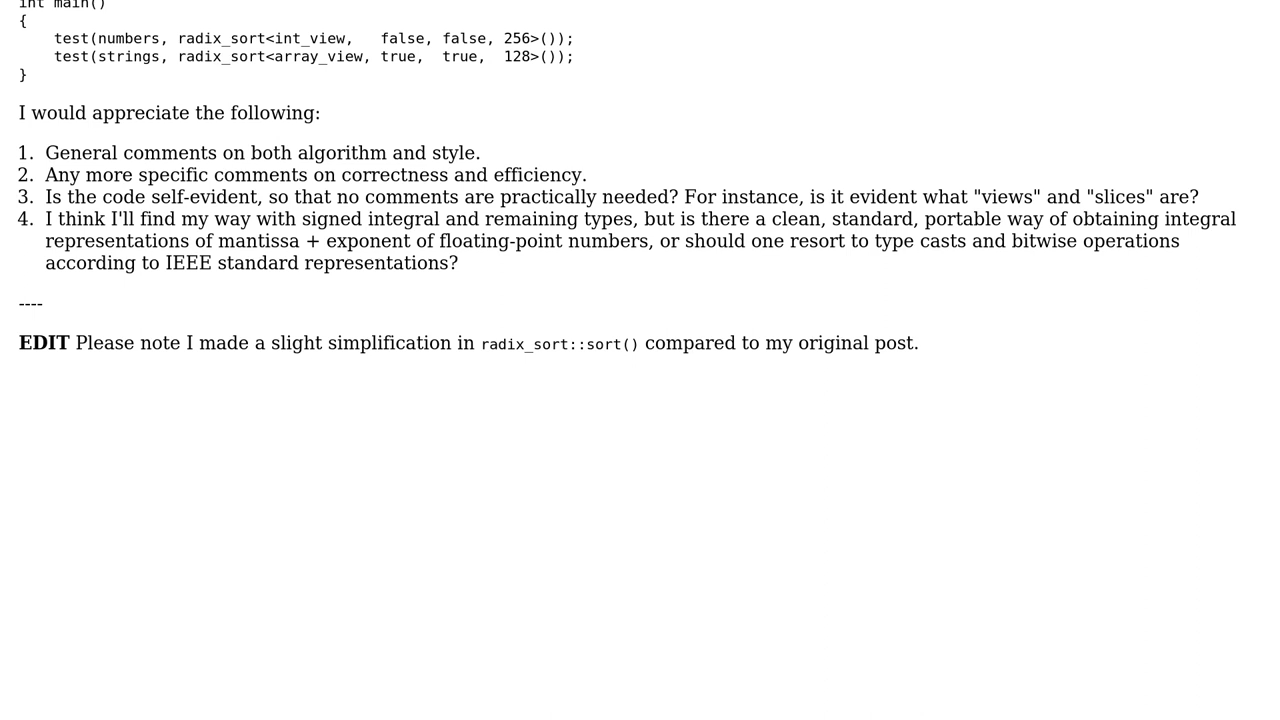 int main()
{
    test(numbers, radix_sort<int_view,   false, false, 256>());
    test(strings, radix_sort<array_view, true,  true,  128>());
}
I would appreciate the following:
1. General comments on both algorithm and style.
2. Any more specific comments on correctness and efficiency.
3. Is the code self-evident, so that no comments are practically needed? For instance, is it evident what "views" and "slices" are?
4. I think I'll find my way with signed integral and remaining types, but is there a clean, standard, portable way of obtaining integral
representations of mantissa + exponent of floating-point numbers, or should one resort to type casts and bitwise operations
according to IEEE standard representations?
----
EDIT Please note I made a slight simplification in radix_sort::sort() compared to my original post.